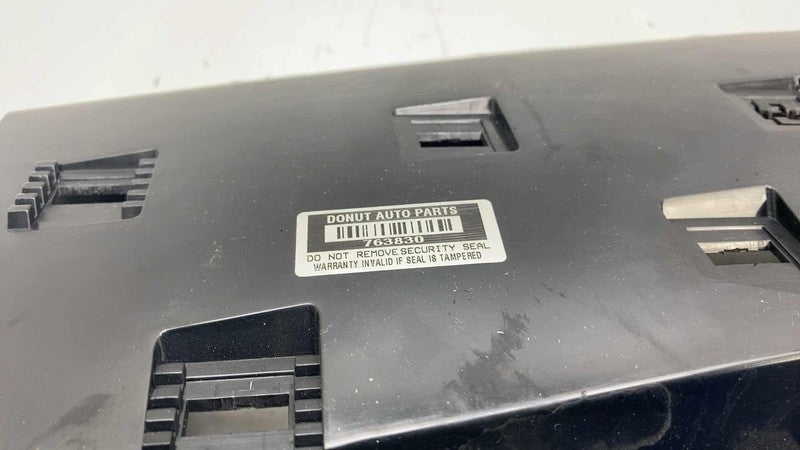 DONUT AUTO PARTS
763830
DO NOT REMOVE SECURITY SEAL
WARRANTY INVALID IF SEAL IS TAMPERED